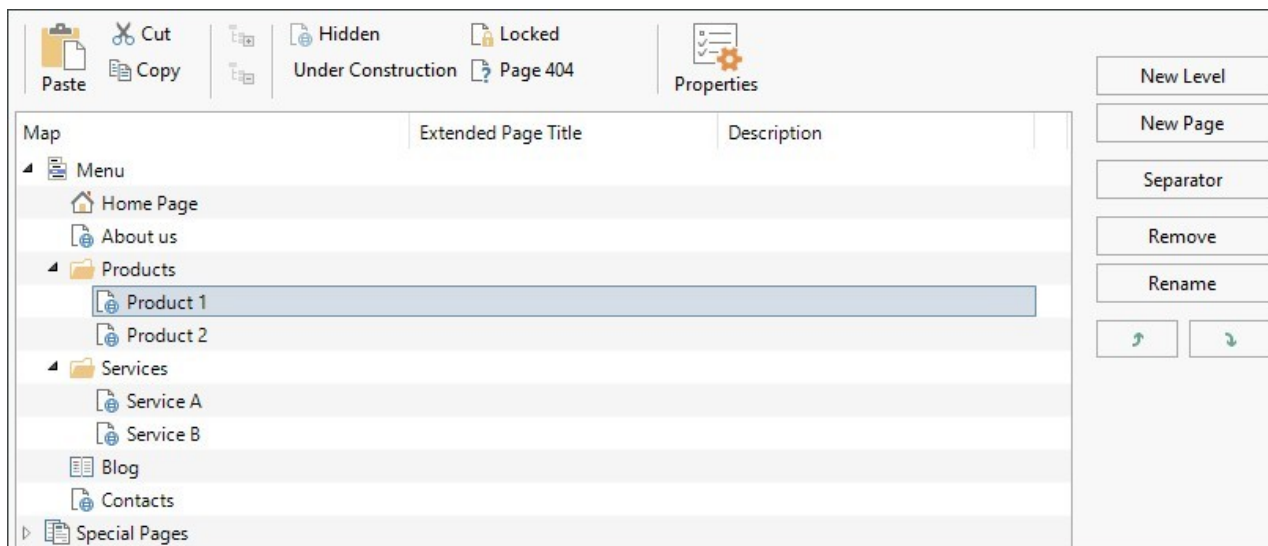 Paste
Cut
Copy
Hidden
Under Construction
Locked
Page 404
Properties
Map Extended Page Title Description
Menu
Home Page
About us
Products
Product 1
Product 2
Services
Service A
Service B
Blog
Contacts
Special Pages
New Level
New Page
Separator
Remove
Rename